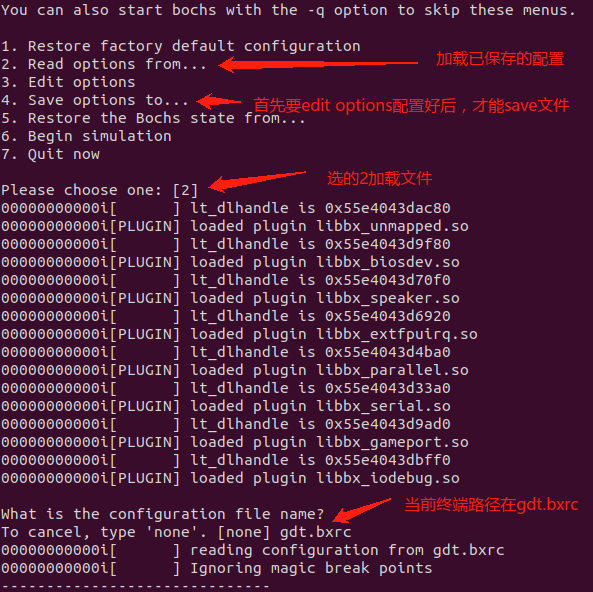 You can also start bochs with the -q option to skip these menus.
1. Restore factory default configuration
2. Read options from...
加载已保存的配置
3. Edit options
4. Save options to...
首先要edit options配置好后，才能save文件
5. Restore the Bochs state from...
6. Begin simulation
7. Quit now
Please choose one: [2]
选的2加载文件
00000000000i[      ] lt_dlhandle is 0x55e4043dac80
00000000000i[PLUGIN] loaded plugin libbx_unmapped.so
00000000000i[      ] lt_dlhandle is 0x55e4043d9f80
00000000000i[PLUGIN] loaded plugin libbx_biosdev.so
00000000000i[      ] lt_dlhandle is 0x55e4043d70f0
00000000000i[PLUGIN] loaded plugin libbx_speaker.so
00000000000i[      ] lt_dlhandle is 0x55e4043d6920
00000000000i[PLUGIN] loaded plugin libbx_extfpuirq.so
00000000000i[      ] lt_dlhandle is 0x55e4043d4ba0
00000000000i[PLUGIN] loaded plugin libbx_parallel.so
00000000000i[      ] lt_dlhandle is 0x55e4043d33a0
00000000000i[PLUGIN] loaded plugin libbx_serial.so
00000000000i[      ] lt_dlhandle is 0x55e4043d9ad0
00000000000i[PLUGIN] loaded plugin libbx_gameport.so
00000000000i[      ] lt_dlhandle is 0x55e4043dbff0
00000000000i[PLUGIN] loaded plugin libbx_iodebug.so
当前终端路径在gdt.bxrc
What is the configuration file name?
To cancel, type 'none'. [none] gdt.bxrc
00000000000i[      ] reading configuration from gdt.bxrc
00000000000i[      ] Ignoring magic break points
------------------------------